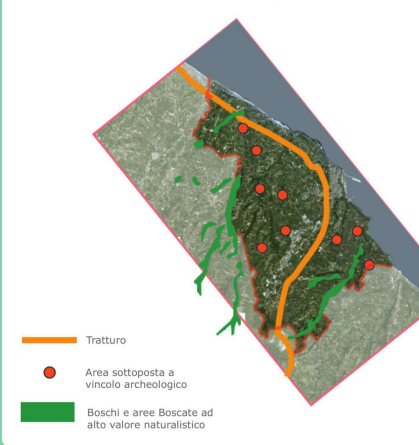 Tratturo
Area sottoposta a
vincolo archeologico
Boschi e aree Boscate ad
alto valore naturalistico